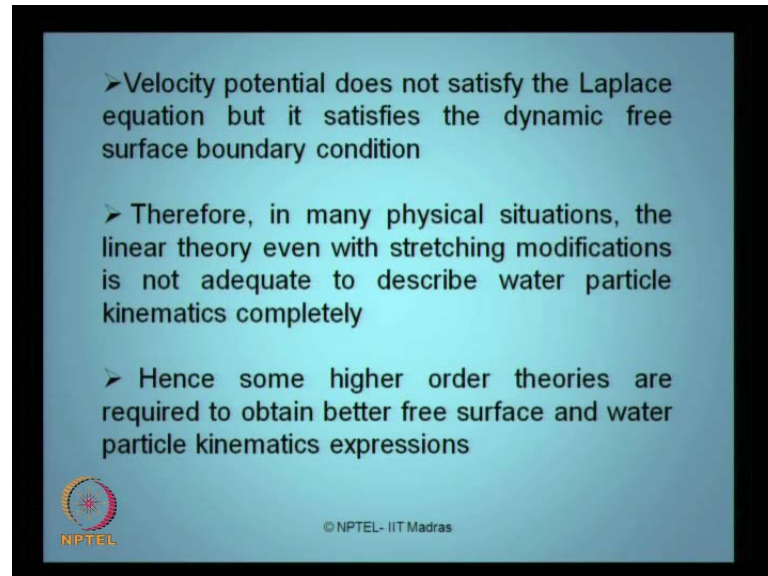 ➢Velocity potential does not satisfy the Laplace
equation but it satisfies the dynamic free
surface boundary condition
➢ Therefore, in many physical situations, the
linear theory even with stretching modifications
is not adequate to describe water particle
kinematics completely
➢ Hence some higher order theories are
required to obtain better free surface and water
particle kinematics expressions
NPTEL
© NPTEL- IIT Madras